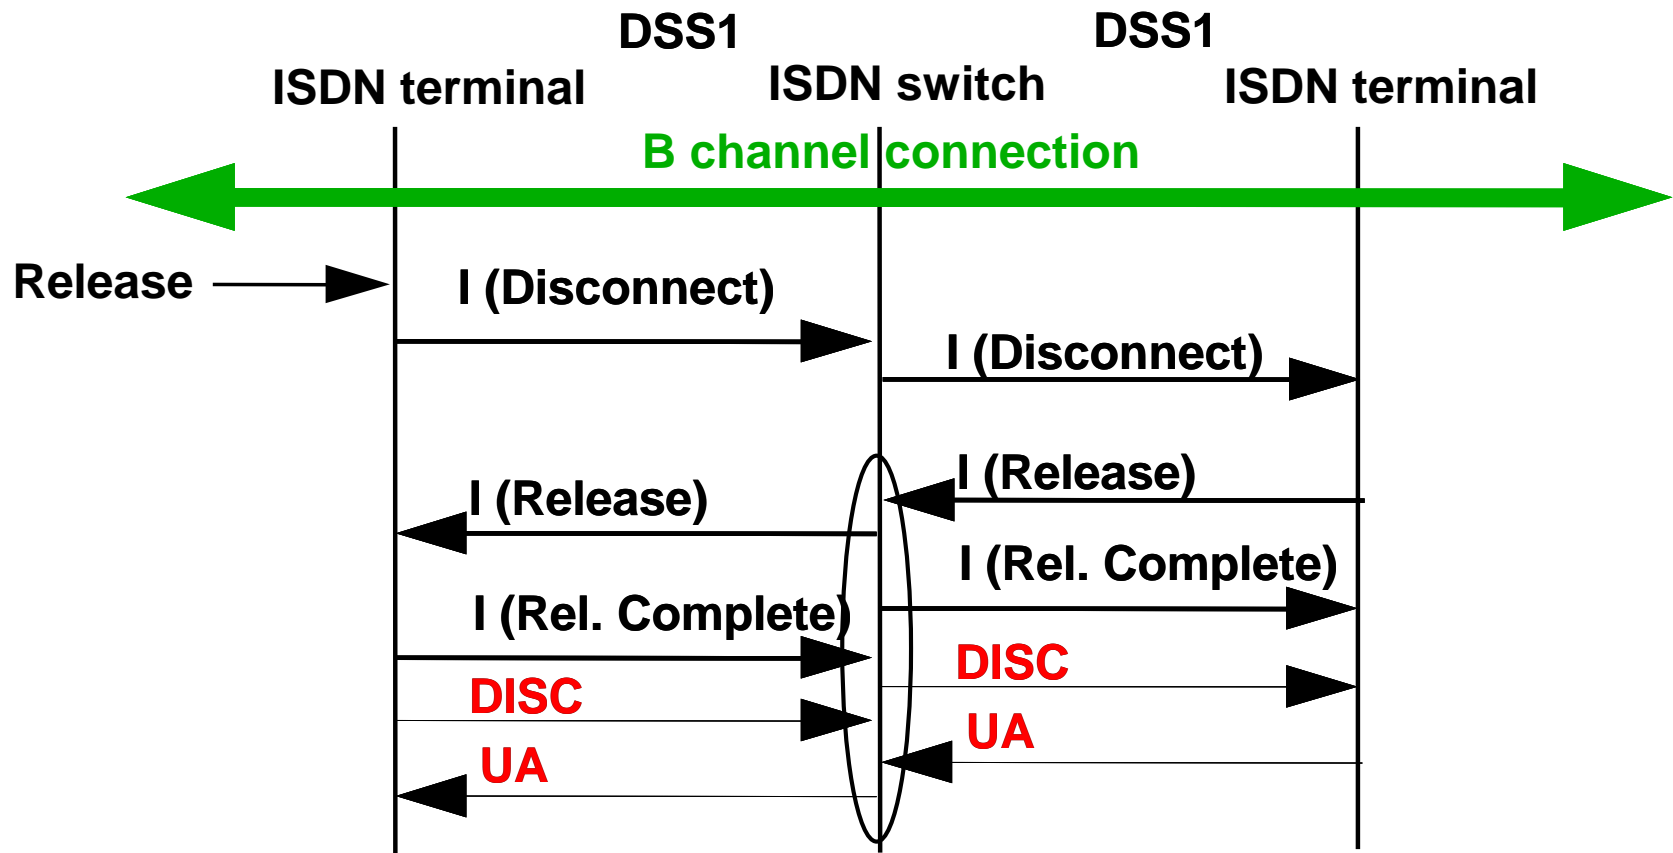 DSS1
DSS1
ISDN terminal
ISDN switch
ISDN terminal
B channel connection
Release
I (Disconnect)
I (Disconnect)
I (Release)
I (Release)
I (Rel. Complete)
I (Rel. Complete)
DISC
DISC
UA
UA